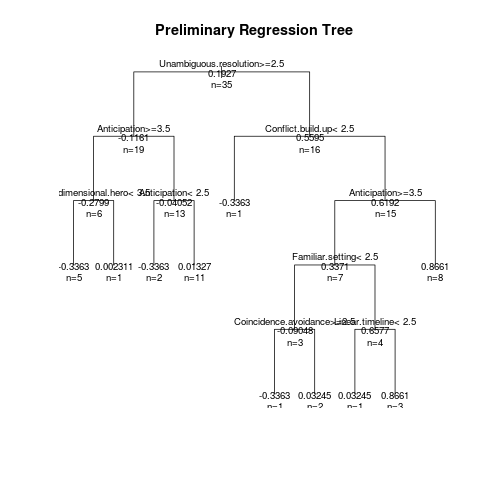 Preliminary Regression Tree
Unambiguous.resolution>=2.5
0.1927
n=35
Anticipation>=3.5
-0.1161
n=19
Conflict.build.up< 2.5
0.5595
n=16
dimensional.hero< 3.5
-0.2799
n=6
Anticipation< 2.5
-0.04052
n=13
-0.3363
n=1
Anticipation>=3.5
0.6192
n=15
-0.3363
n=5
0.002311
n=1
-0.3363
n=2
0.01327
n=11
Familiar.setting< 2.5
0.3371
n=7
0.8661
n=8
Coincidence.avoidance>=2.5
-0.09048
n=3
Linear.timeline< 2.5
0.6577
n=4
-0.3363
n=1
0.03245
n=2
0.03245
n=1
0.8661
n=3